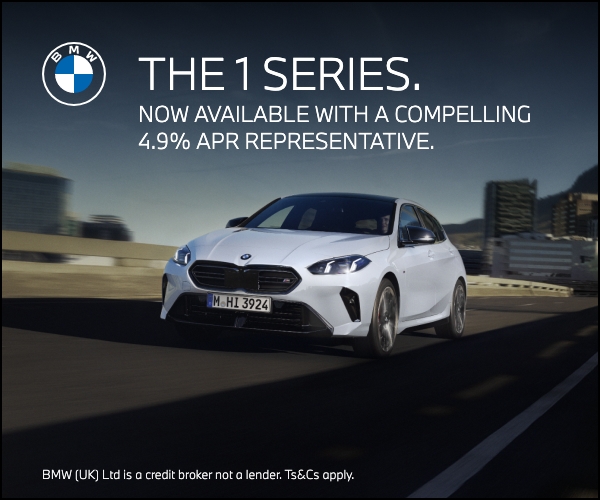 BMW
THE 1 SERIES.
NOW AVAILABLE WITH A COMPELLING
4.9% APR REPRESENTATIVE.
M HI 3924
BMW (UK) Ltd is a credit broker not a lender. Ts&Cs apply.